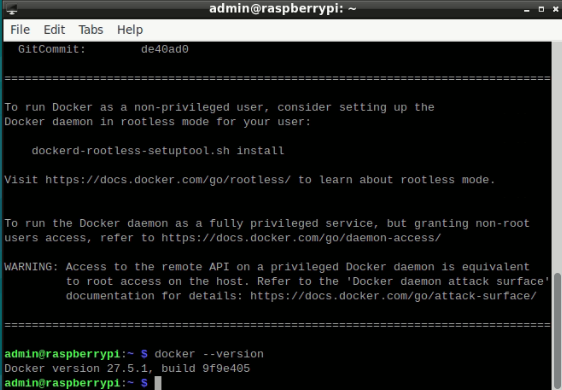 admin@raspberrypi: ~
File Edit Tabs Help
GitCommit: de40ad0
================================================================================
To run Docker as a non-privileged user, consider setting up the
Docker daemon in rootless mode for your user:
dockerd-rootless-setuptool.sh install
Visit https://docs.docker.com/go/rootless/ to learn about rootless mode.
To run the Docker daemon as a fully privileged service, but granting non-root
users access, refer to https://docs.docker.com/go/daemon-access/
WARNING: Access to the remote API on a privileged Docker daemon is equivalent
to root access on the host. Refer to the 'Docker daemon attack surface'
documentation for details: https://docs.docker.com/go/attack-surface/
================================================================================
admin@raspberrypi:~ $ docker --version
Docker version 27.5.1, build 9f9e405
admin@raspberrypi:~ $